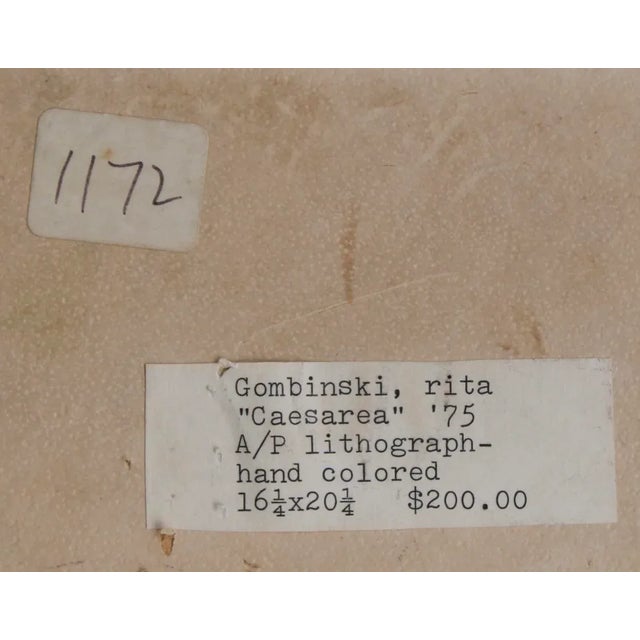 1172
Gombinski, rita
"Caesarea" '75
A/P lithograph-
hand colored
16¼x20¼ $200.00